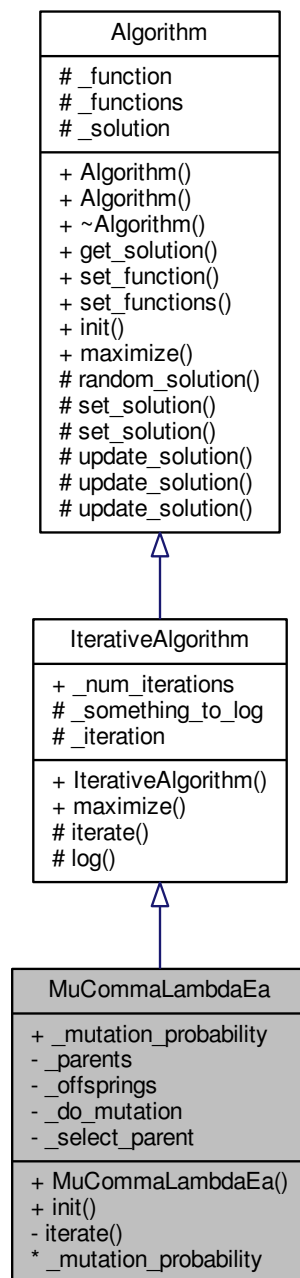 Algorithm
# _function
# _functions
# _solution
+ Algorithm()
+ Algorithm()
+ ~Algorithm()
+ get_solution()
+ set_function()
+ set_functions()
+ init()
+ maximize()
# random_solution()
# set_solution()
# set_solution()
# update_solution()
# update_solution()
# update_solution()
IterativeAlgorithm
+ _num_iterations
# _something_to_log
# _iteration
+ IterativeAlgorithm()
+ maximize()
# iterate()
# log()
MuCommaLambdaEa
+ _mutation_probability
- _parents
- _offsprings
- _do_mutation
- _select_parent
+ MuCommaLambdaEa()
+ init()
- iterate()
* _mutation_probability